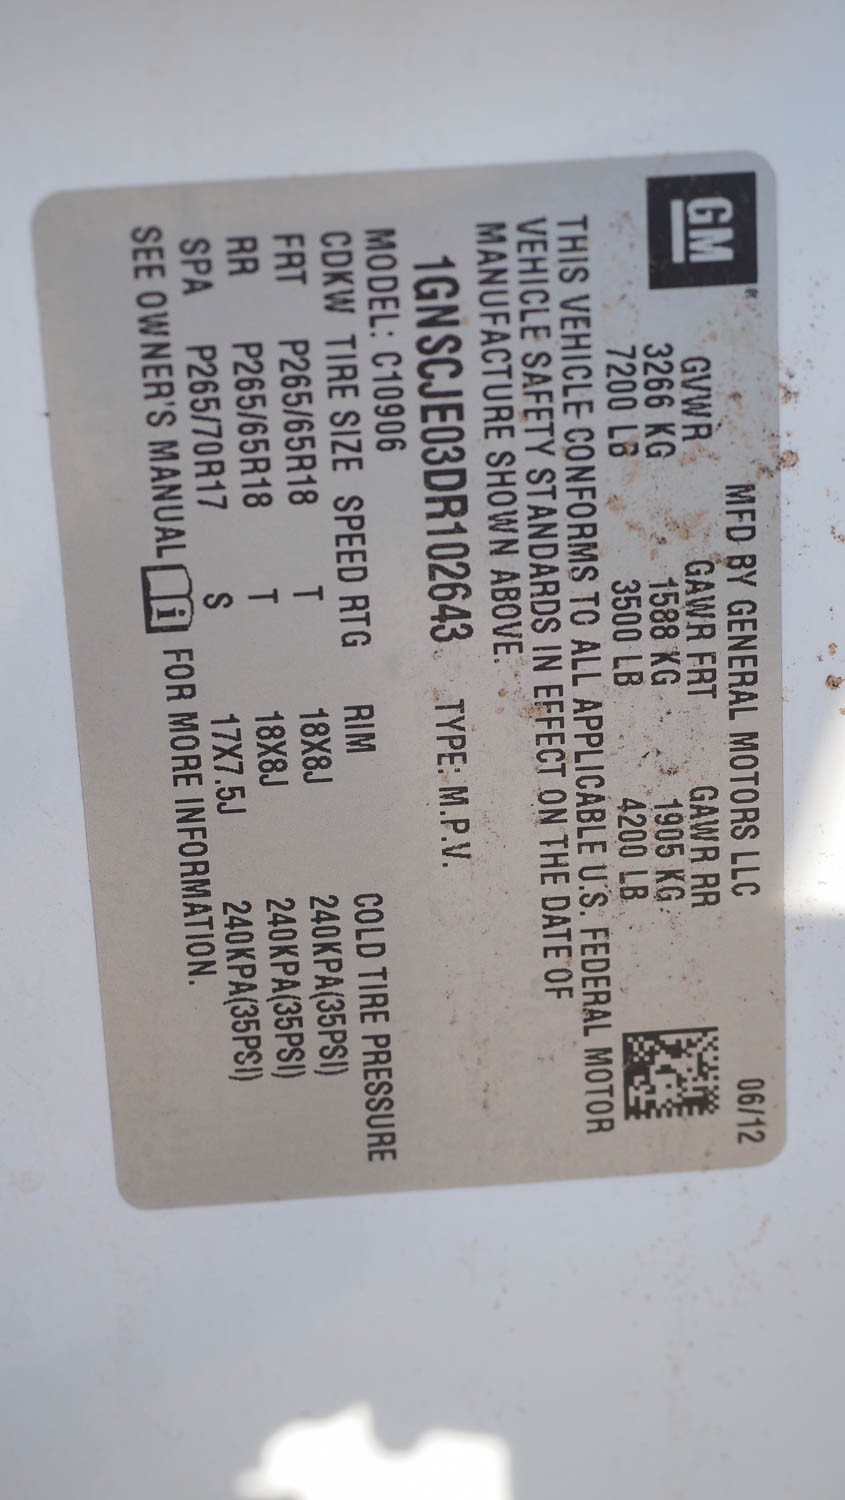 GM
MFD BY GENERAL MOTORS LLC 06/12
GVWR GAWR FRT GAWR RR
3266 KG 1588 KG 1905 KG
7200 LB 3500 LB 4200 LB
THIS VEHICLE CONFORMS TO ALL APPLICABLE U.S. FEDERAL MOTOR
VEHICLE SAFETY STANDARDS IN EFFECT ON THE DATE OF
MANUFACTURE SHOWN ABOVE.
1GNSCJE03DR102643 TYPE: M.P.V.
MODEL: C10906
CDKW TIRE SIZE SPEED RTG RIM COLD TIRE PRESSURE
FRT P265/65R18 T 18X8J 240KPA(35PSI)
RR P265/65R18 T 18X8J 240KPA(35PSI)
SPA P265/70R17 S 17X7.5J 240KPA(35PSI)
SEE OWNER'S MANUAL i FOR MORE INFORMATION.